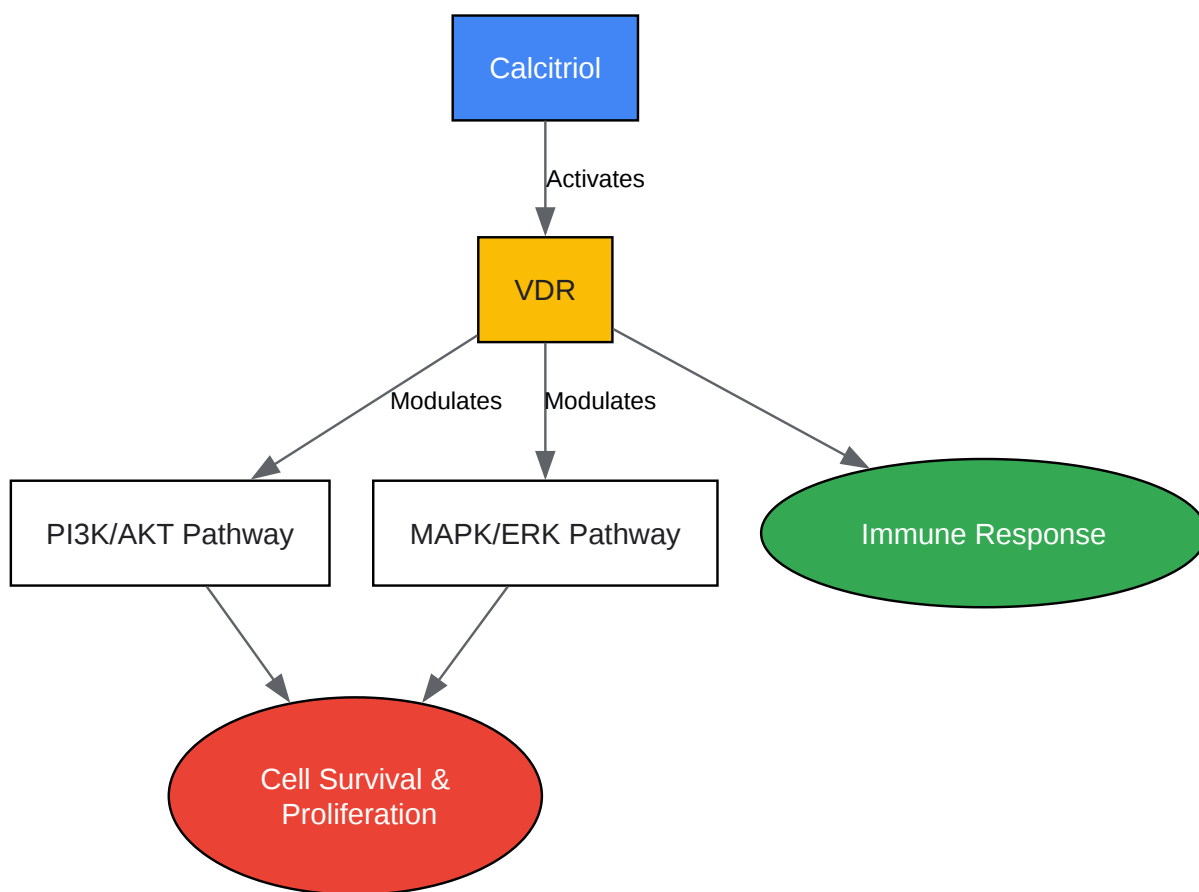 Calcitriol
Activates
VDR
Modulates
Modulates
PI3K/AKT Pathway
MAPK/ERK Pathway
Immune Response
Cell Survival &
Proliferation